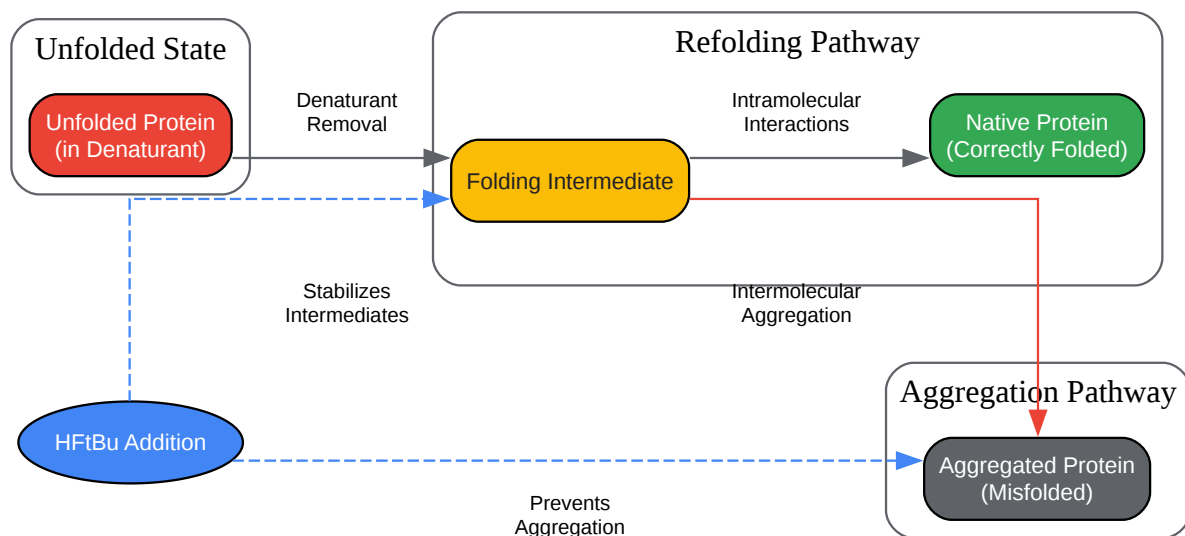 Unfolded State
Unfolded Protein
(in Denaturant)
Denaturant
Removal
Refolding Pathway
Folding Intermediate
Intramolecular
Interactions
Native Protein
(Correctly Folded)
Stabilizes
Intermediates
Intermolecular
Aggregation
HFtBu Addition
Prevents
Aggregation
Aggregation Pathway
Aggregated Protein
(Misfolded)